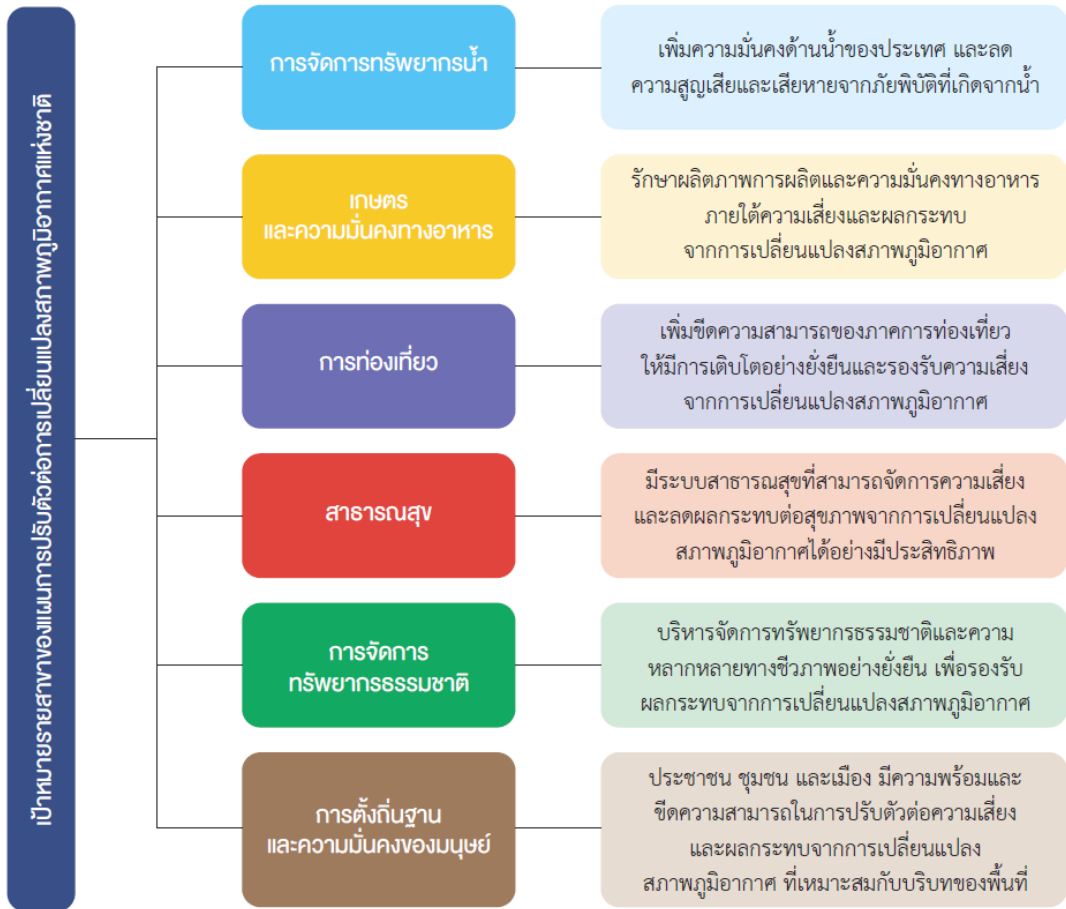 เป้าหมายรายสาขาของแผนการปรับตัวต่อการเปลี่ยนแปลงสภาพภูมิอากาศแห่งชาติ
การจัดการทรัพยากรน้ำ
เพิ่มความมั่นคงด้านน้ำของประเทศ และลด
ความสูญเสียและเสียหายจากภัยพิบัติที่เกิดจากน้ำ
เกษตร
และความมั่นคงทางอาหาร
รักษาผลิตภาพการผลิตและความมั่นคงทางอาหาร
ภายใต้ความเสี่ยงและผลกระทบ
จากการเปลี่ยนแปลงสภาพภูมิอากาศ
การท่องเที่ยว
เพิ่มขีดความสามารถของภาคการท่องเที่ยว
ให้มีการเติบโตอย่างยั่งยืนและรองรับความเสี่ยง
จากการเปลี่ยนแปลงสภาพภูมิอากาศ
สาธารณสุข
มีระบบสาธารณสุขที่สามารถจัดการความเสี่ยง
และลดผลกระทบต่อสุขภาพจากการเปลี่ยนแปลง
สภาพภูมิอากาศได้อย่างมีประสิทธิภาพ
การจัดการ
ทรัพยากรธรรมชาติ
บริหารจัดการทรัพยากรธรรมชาติและความ
หลากหลายทางชีวภาพอย่างยั่งยืน เพื่อรองรับ
ผลกระทบจากการเปลี่ยนแปลงสภาพภูมิอากาศ
การตั้งถิ่นฐาน
และความมั่นคงของมนุษย์
ประชาชน ชุมชน และเมือง มีความพร้อมและ
ขีดความสามารถในการปรับตัวต่อความเสี่ยง
และผลกระทบจากการเปลี่ยนแปลง
สภาพภูมิอากาศ ที่เหมาะสมกับบริบทของพื้นที่